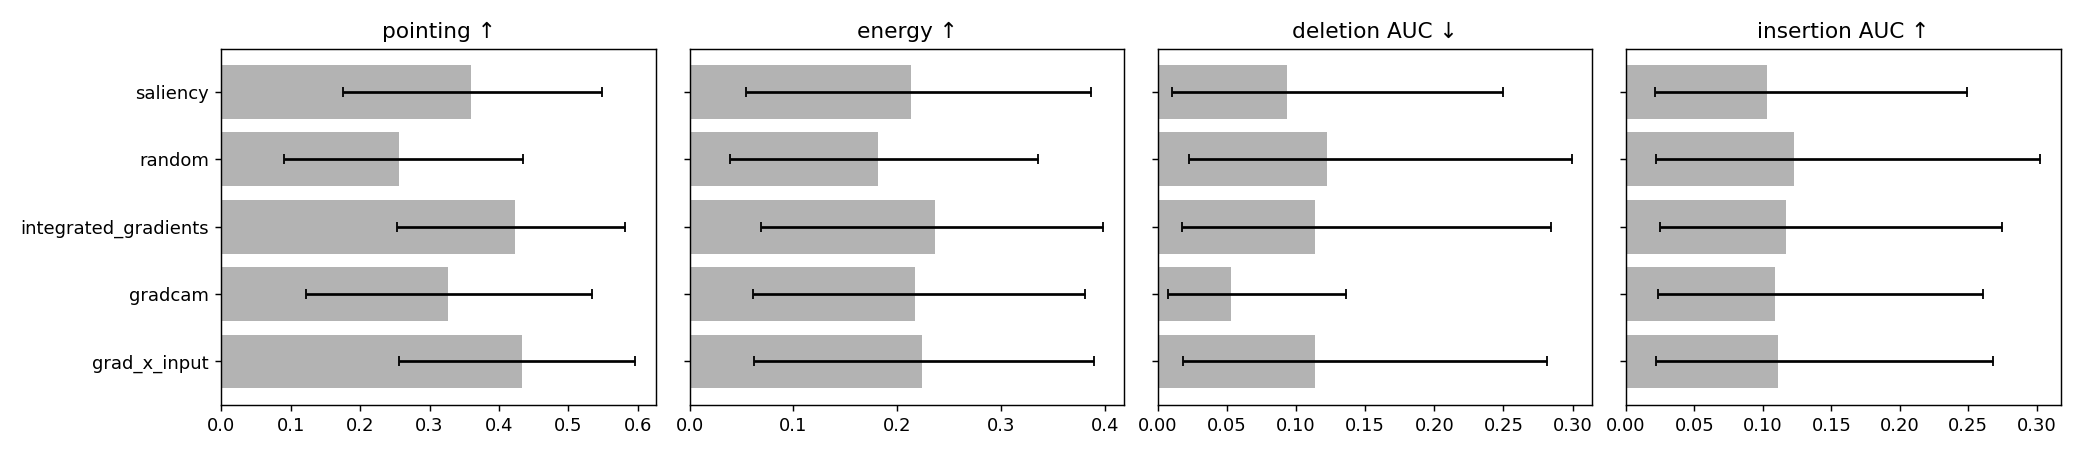 pointing ↑
energy ↑
deletion AUC ↓
insertion AUC ↑
saliency
random
integrated_gradients
gradcam
grad_x_input
0.0 0.1 0.2 0.3 0.4 0.5 0.6
0.0 0.1 0.2 0.3 0.4
0.00 0.05 0.10 0.15 0.20 0.25 0.30
0.00 0.05 0.10 0.15 0.20 0.25 0.30